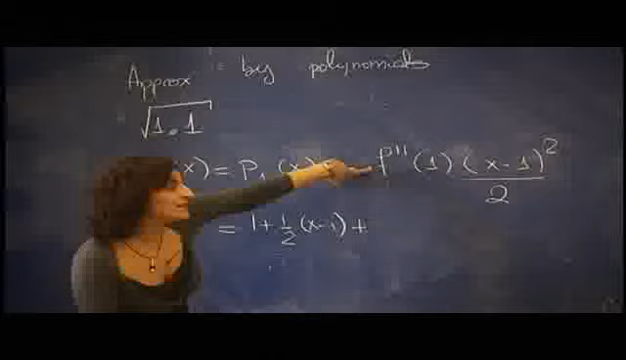 Approx by polynomials
√1.1
(x) = P₁(x) f''(1) (x-1)²/2
= 1 + 1/2 (x-1) +